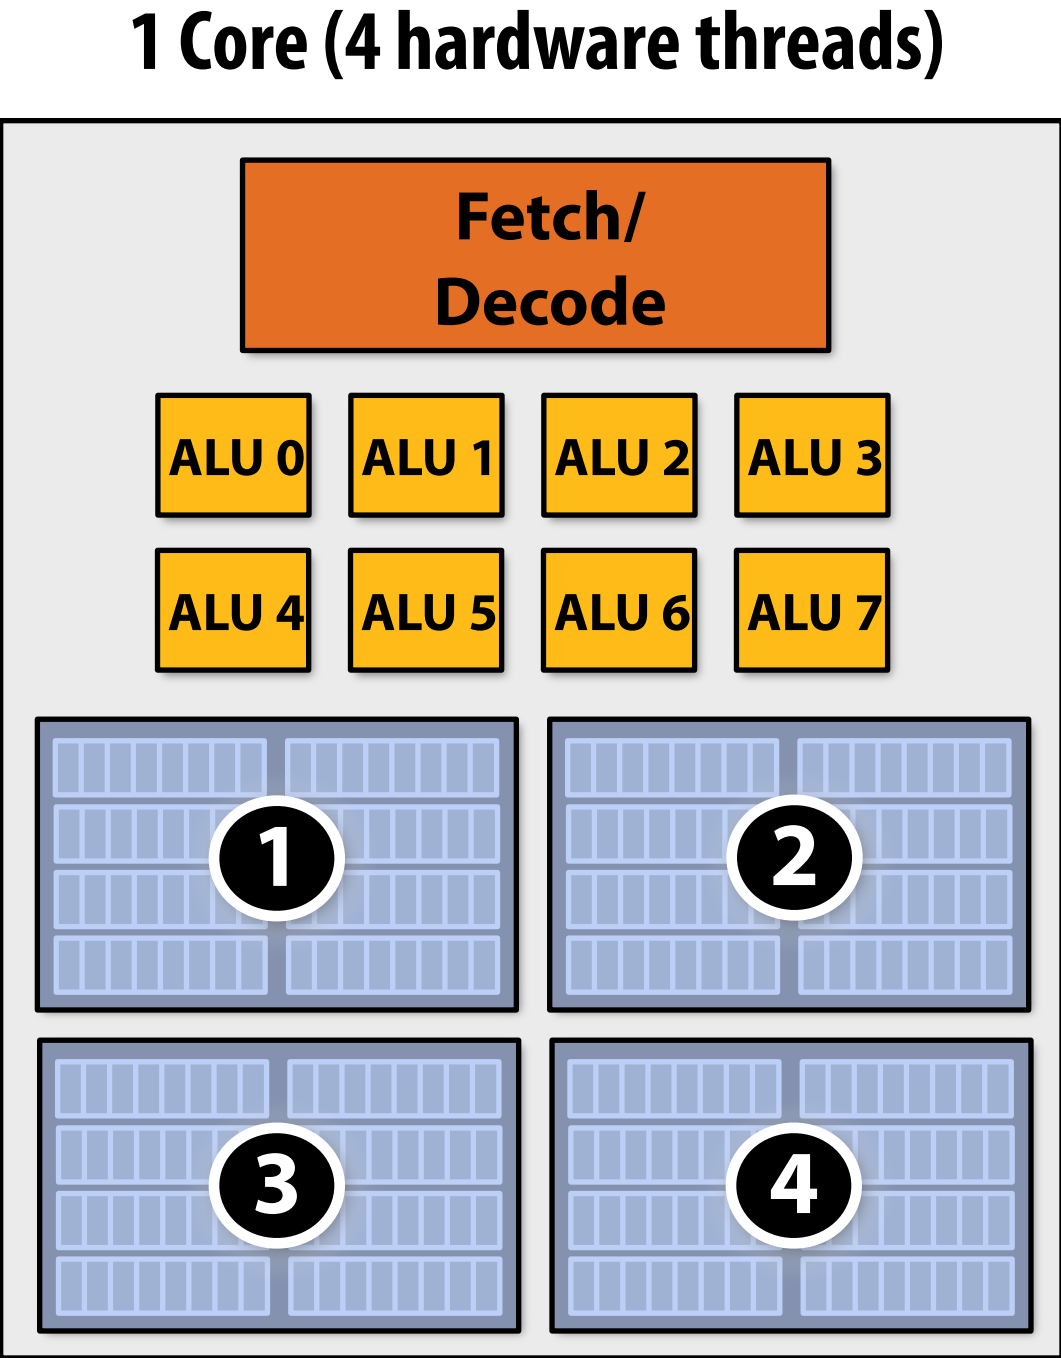 1 Core (4 hardware threads)
Fetch/
Decode
ALU 0 ALU 1 ALU 2 ALU 3
ALU 4 ALU 5 ALU 6 ALU 7
1 2
3 4